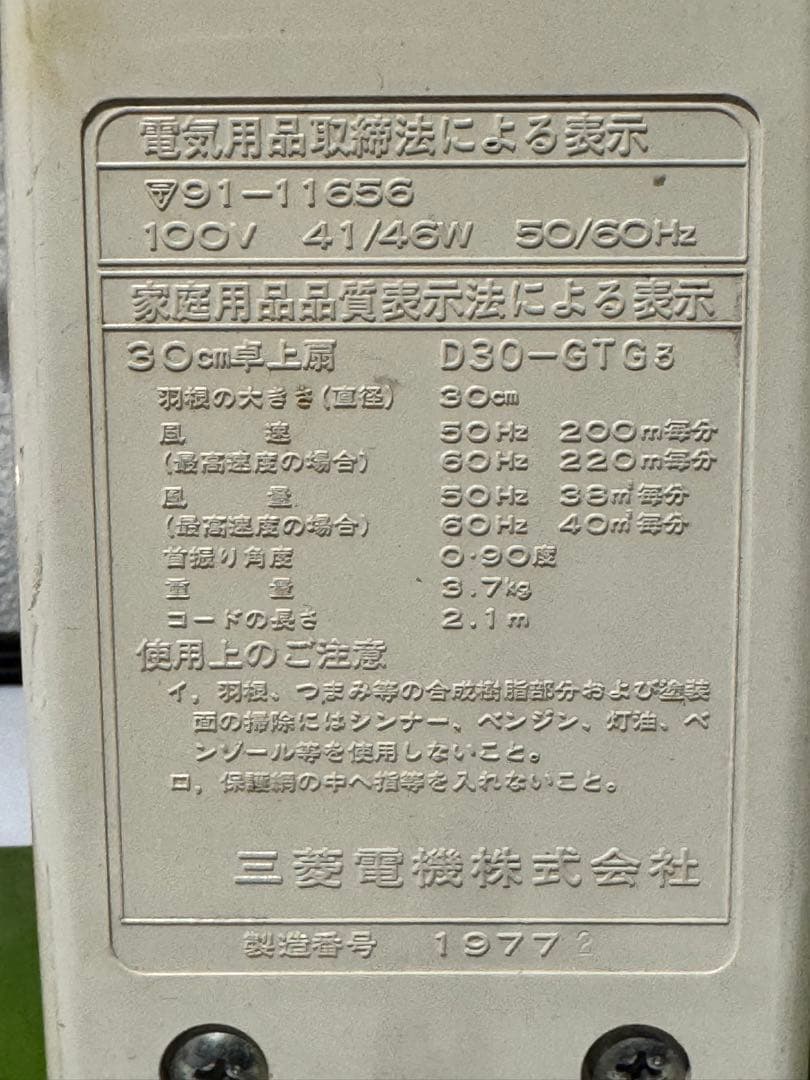 電気用品取締法による表示
〒91-11656
100V 41/46W 50/60Hz
家庭用品品質表示法による表示
30cm卓上扇 D30-GTG3
羽根の大きさ(直径) 30cm
風速 50Hz 200m毎分
(最高速度の場合) 60Hz 220m毎分
風量 50Hz 38m³毎分
(最高速度の場合) 60Hz 40m³毎分
首振り角度 0・90度
重量 3.7kg
コードの長さ 2.1m
使用上のご注意
イ，羽根、つまみ等の合成樹脂部分および塗装
面の掃除にはシンナー、ベンジン、灯油、ベ
ンゾール等を使用しないこと。
ロ，保護網の中へ指等を入れないこと。
三菱電機株式会社
製造番号 1977 2